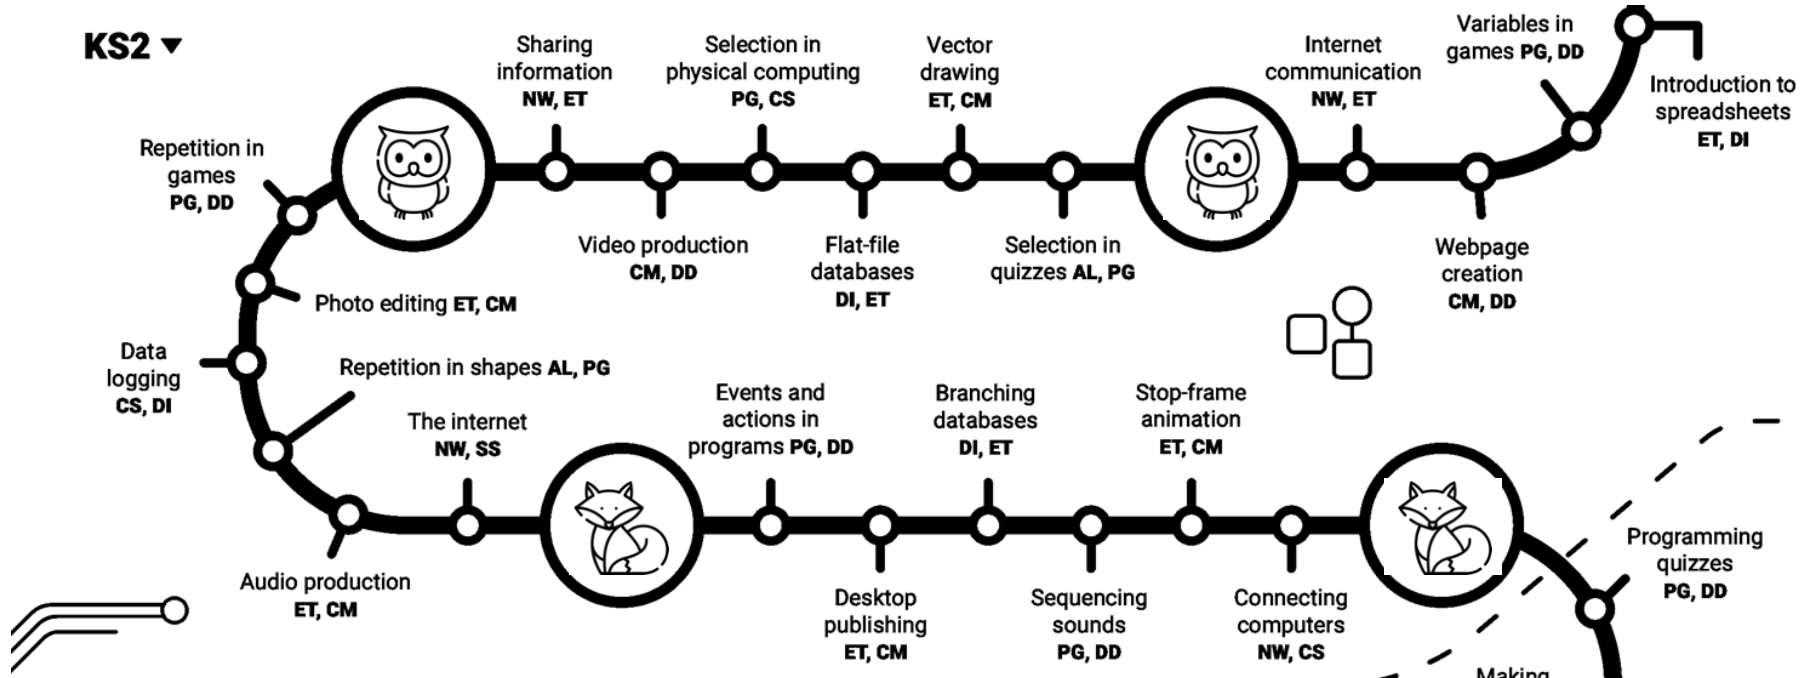 KS2
Sharing
information
NW, ET
Selection in
physical computing
PG, CS
Vector
drawing
ET, CM
Internet
communication
NW, ET
Variables in
games PG, DD
Introduction to
spreadsheets
ET, DI
Repetition in
games
PG, DD
Video production
CM, DD
Flat-file
databases
DI, ET
Selection in
quizzes AL, PG
Webpage
creation
CM, DD
Photo editing ET, CM
Data
logging
CS, DI
Repetition in shapes AL, PG
The internet
NW, SS
Events and
actions in
programs PG, DD
Branching
databases
DI, ET
Stop-frame
animation
ET, CM
Audio production
ET, CM
Desktop
publishing
ET, CM
Sequencing
sounds
PG, DD
Connecting
computers
NW, CS
Programming
quizzes
PG, DD
Making